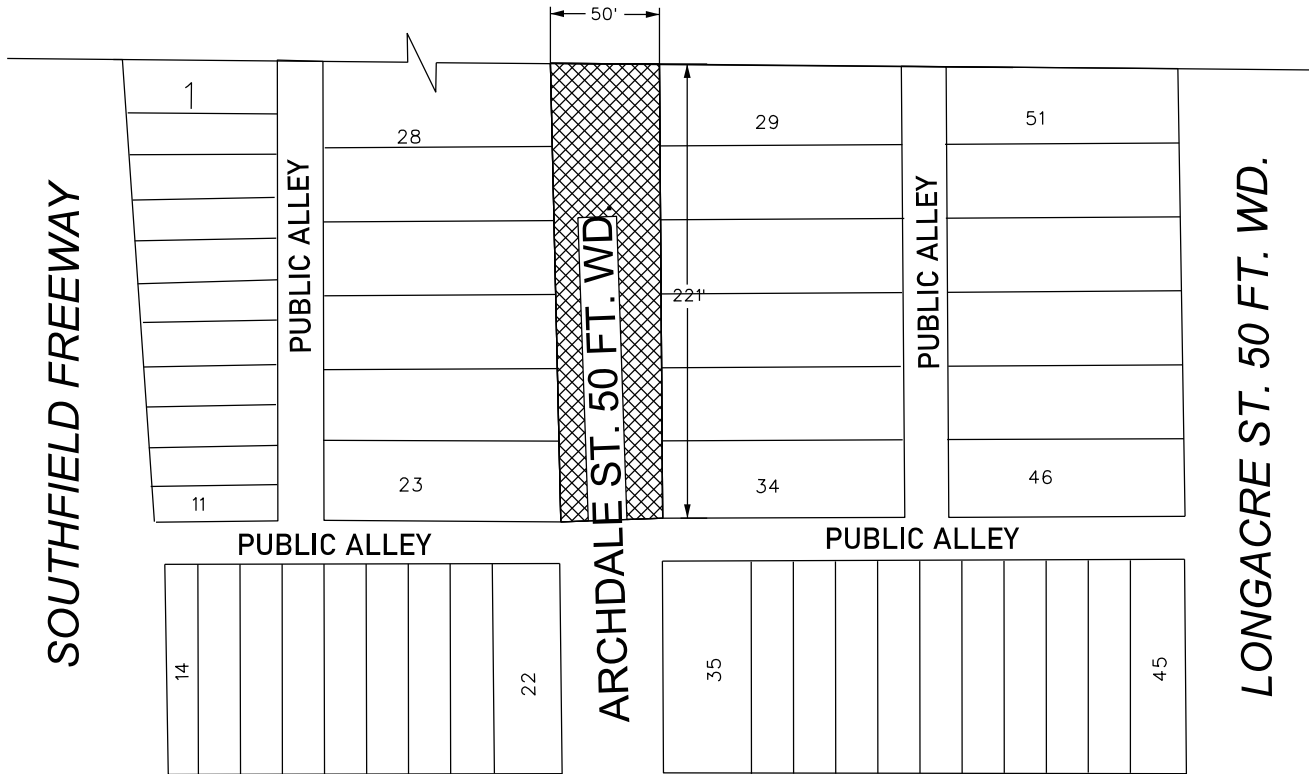 50'
1
28
29
51
PUBLIC ALLEY
PUBLIC ALLEY
SOUTHFIELD FREEWAY
ARCHDALE ST. 50 FT. WD.
221'
LONGACRE ST. 50 FT. WD.
11
23
34
46
PUBLIC ALLEY
PUBLIC ALLEY
14
22
35
45